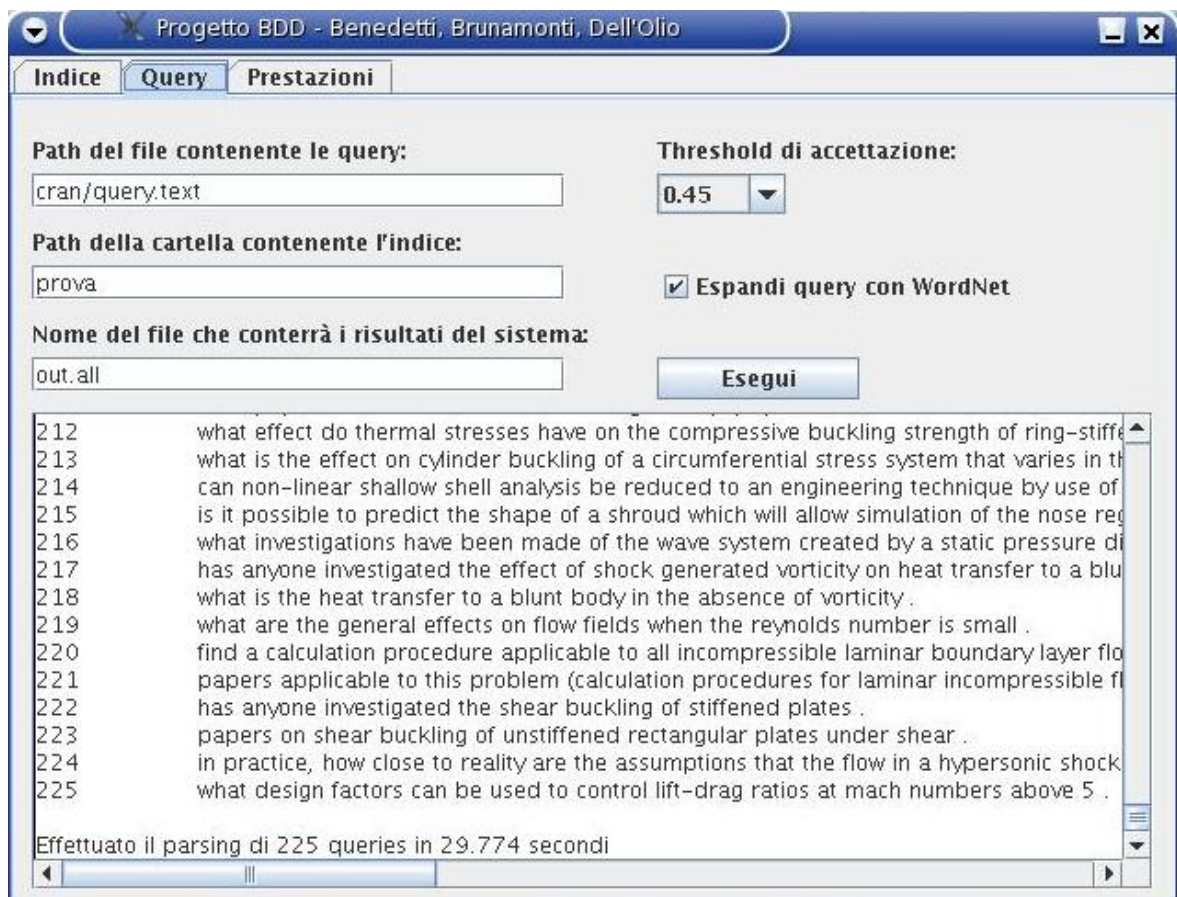 Progetto BDD - Benedetti, Brunamonti, Dell'Olio
Indice Query Prestazioni
Path del file contenente le query:
Threshold di accettazione:
cran/query.text
0.45
Path della cartella contenente l'indice:
prova
Espandi query con WordNet
Nome del file che conterrà i risultati del sistema:
out.all
Esegui
212 what effect do thermal stresses have on the compressive buckling strength of ring-stiff
213 what is the effect on cylinder buckling of a circumferential stress system that varies in
214 can non-linear shallow shell analysis be reduced to an engineering technique by use of
215 is it possible to predict the shape of a shroud which will allow simulation of the nose reg
216 what investigations have been made of the wave system created by a static pressure di
217 has anyone investigated the effect of shock generated vorticity on heat transfer to a blu
218 what is the heat transfer to a blunt body in the absence of vorticity .
219 what are the general effects on flow fields when the reynolds number is small .
220 find a calculation procedure applicable to all incompressible laminar boundary layer flo
221 papers applicable to this problem (calculation procedures for laminar incompressible fl
222 has anyone investigated the shear buckling of stiffened plates .
223 papers on shear buckling of unstiffened rectangular plates under shear .
224 in practice, how close to reality are the assumptions that the flow in a hypersonic shock
225 what design factors can be used to control lift-drag ratios at mach numbers above 5 .
Effettuato il parsing di 225 queries in 29.774 secondi